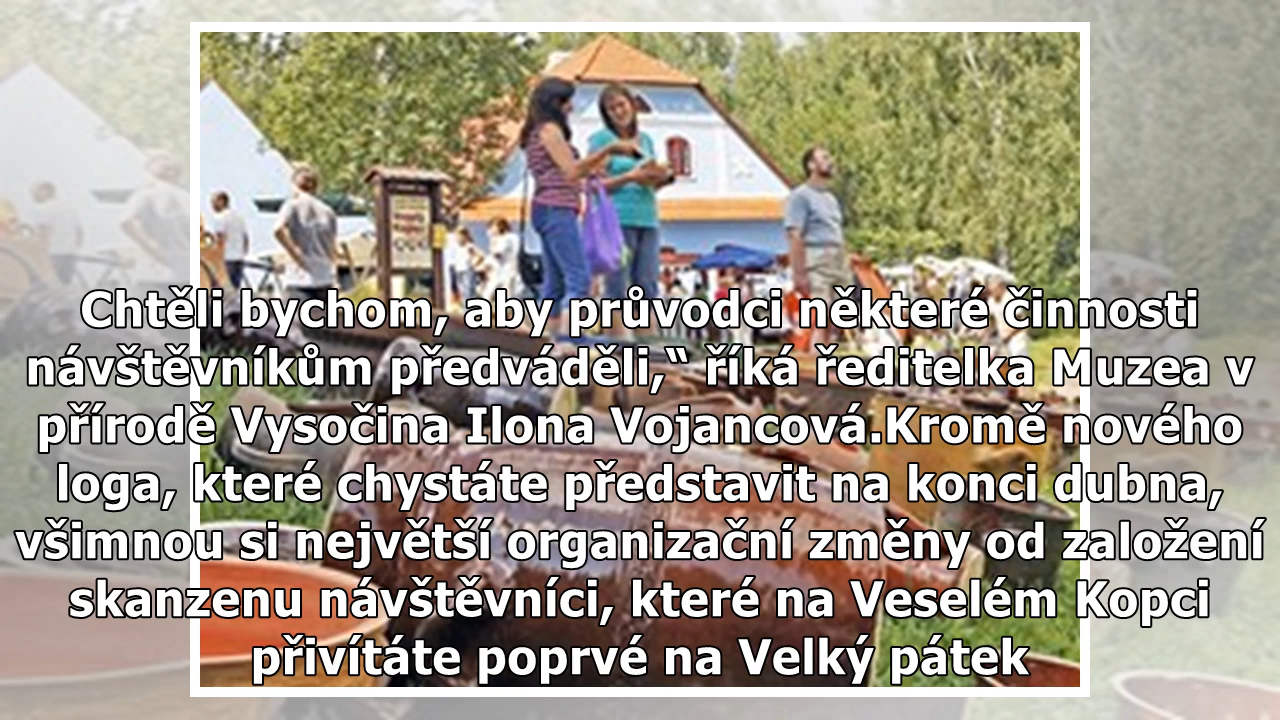 Chtěli bychom, aby průvodci některé činnosti
návštěvníkům předváděli,“ říká ředitelka Muzea v
přírodě Vysočina Ilona Vojancová.Kromě nového
loga, které chystáte představit na konci dubna,
všimnou si největší organizační změny od založení
skanzenu návštěvníci, které na Veselém Kopci
přivítáte poprvé na Velký pátek